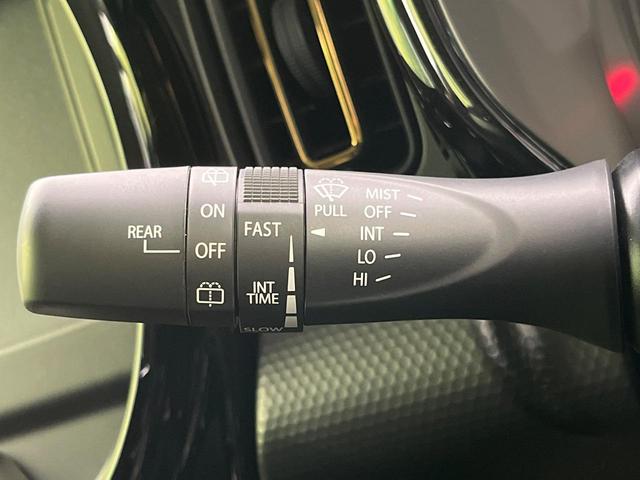 REAR
ON
OFF
FAST
INT
TIME
SLOW
PULL
MIST
OFF
INT
LO
HI